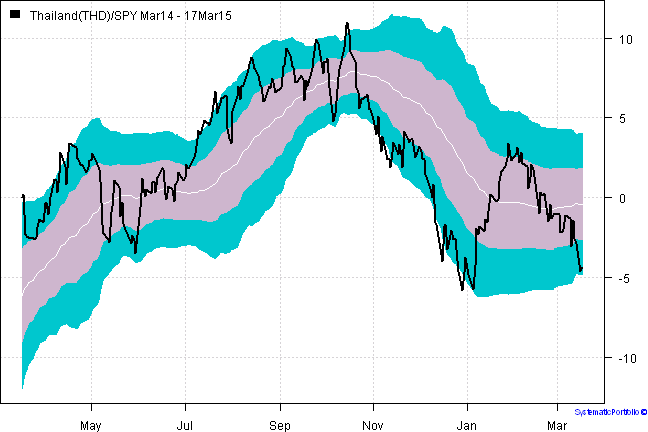 Thailand(THD)/SPY Mar14 - 17Mar15
10
5
0
-5
-10
May Jul Sep Nov Jan Mar
SystematicPortfolio ©